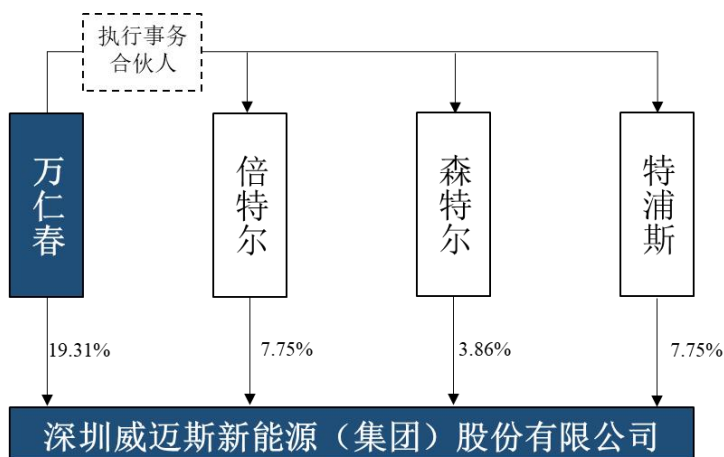 执行事务
合伙人
万仁春
倍特尔
森特尔
特浦斯
19.31%
7.75%
3.86%
7.75%
深圳威迈斯新能源（集团）股份有限公司